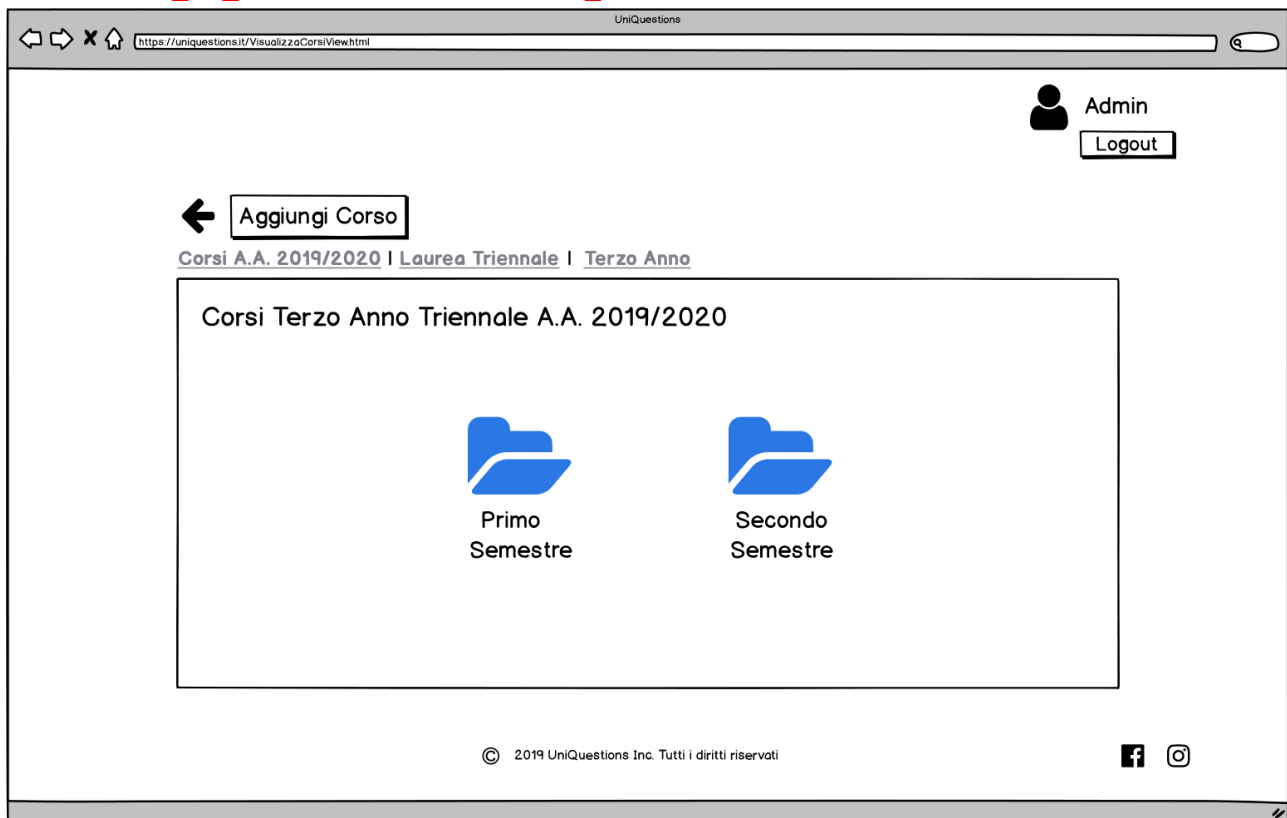 UniQuestions
https://uniquestions.it/VisualizzaCorsiView.html
Admin
Logout
Aggiungi Corso
Corsi A.A. 2019/2020 | Laurea Triennale | Terzo Anno
Corsi Terzo Anno Triennale A.A. 2019/2020
Primo
Semestre
Secondo
Semestre
© 2019 UniQuestions Inc. Tutti i diritti riservati